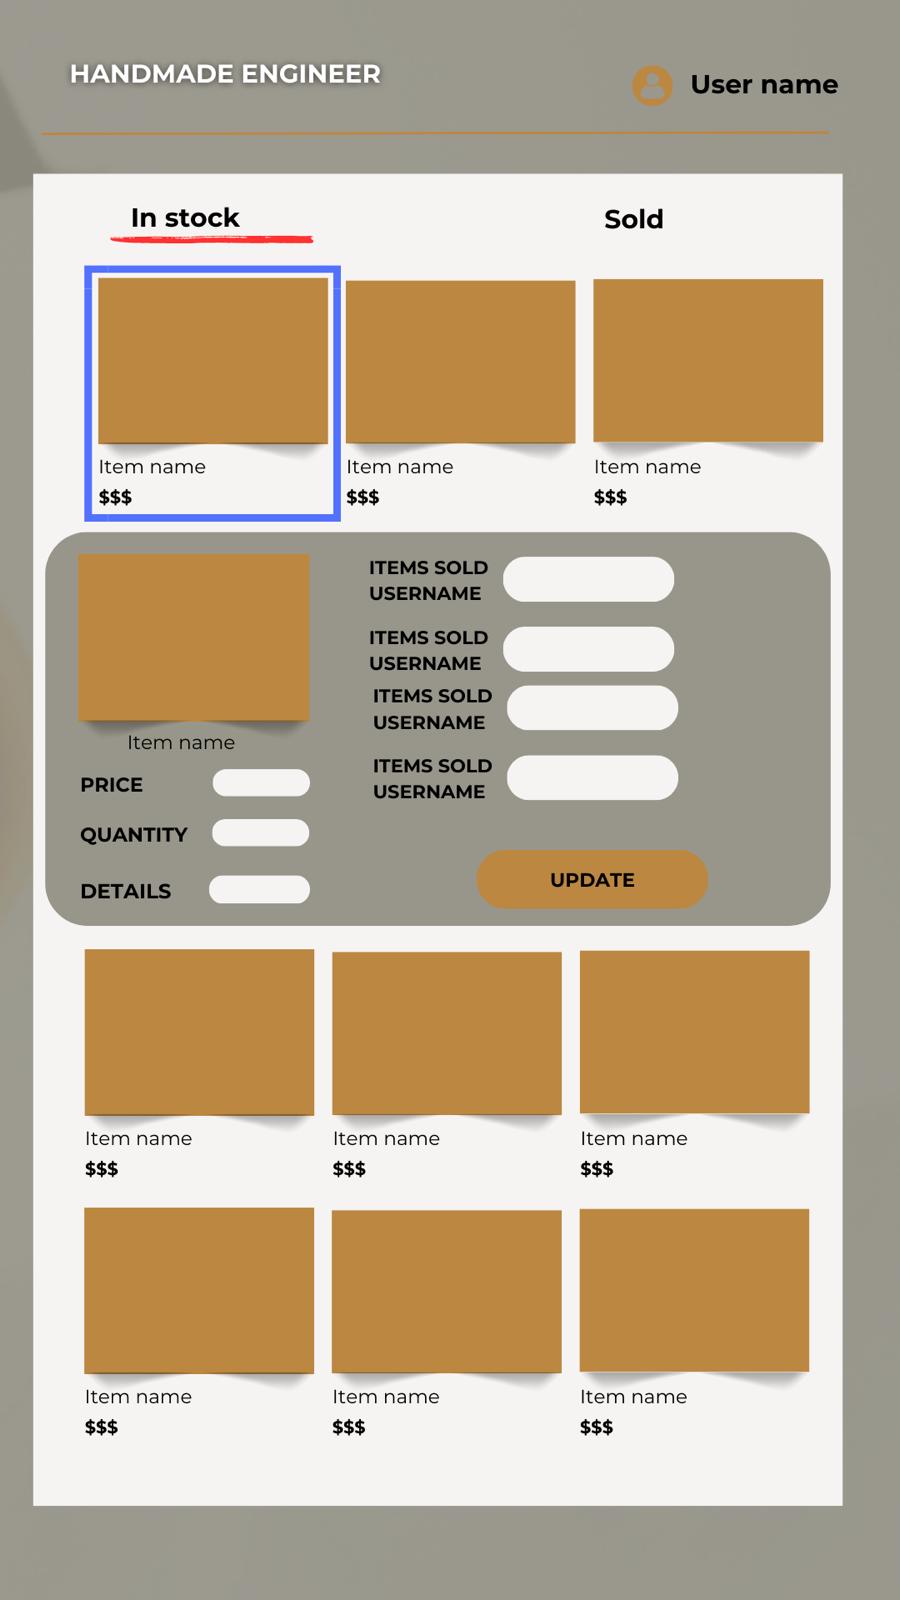 HANDMADE ENGINEER
User name
In stock
Sold
Item name
$$$
Item name
$$$
Item name
$$$
Item name
PRICE
QUANTITY
DETAILS
ITEMS SOLD
USERNAME
ITEMS SOLD
USERNAME
ITEMS SOLD
USERNAME
ITEMS SOLD
USERNAME
UPDATE
Item name
$$$
Item name
$$$
Item name
$$$
Item name
$$$
Item name
$$$
Item name
$$$